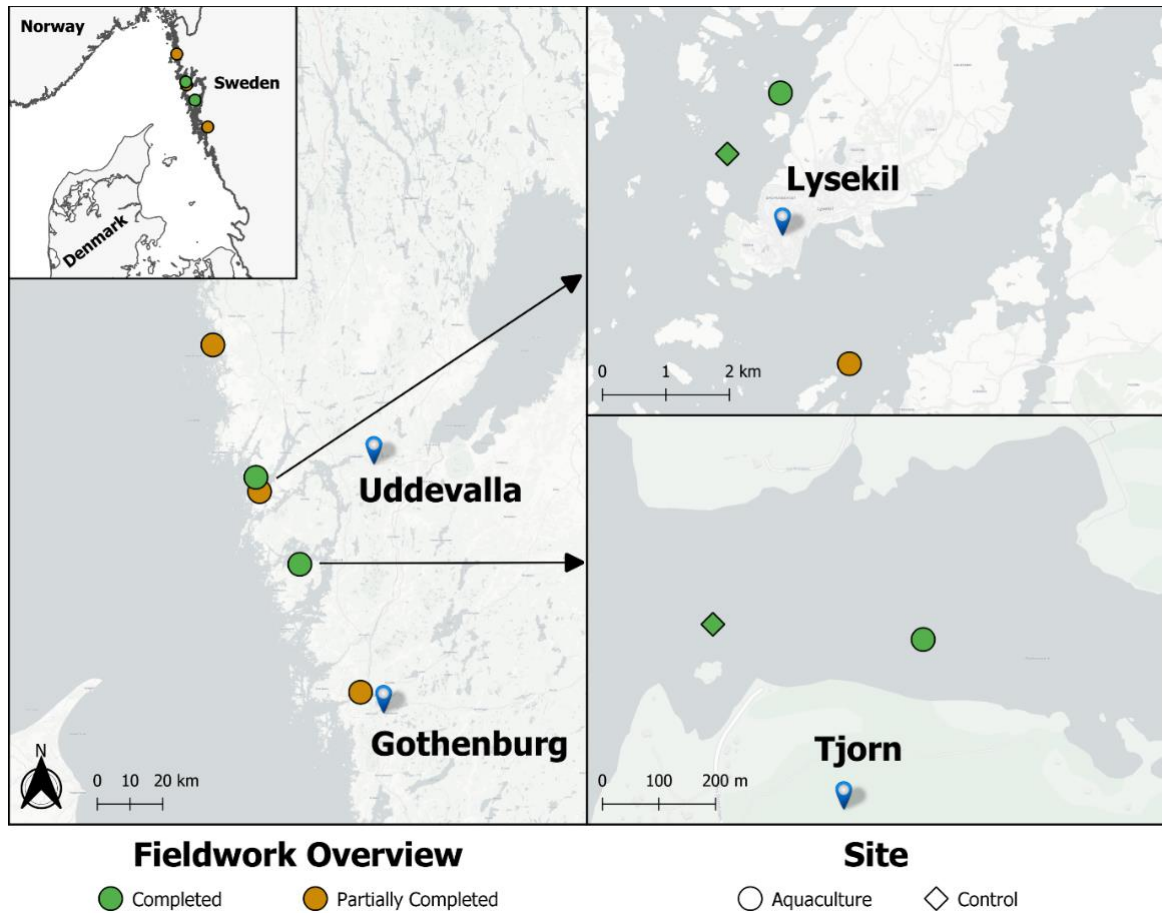 Norway
Sweden
Denmark
Uddevalla
Gothenburg
N
0 10 20 km
Lysekil
0 1 2 km
Tjorn
0 100 200 m
Fieldwork Overview
Completed
Partially Completed
Site
Aquaculture
Control